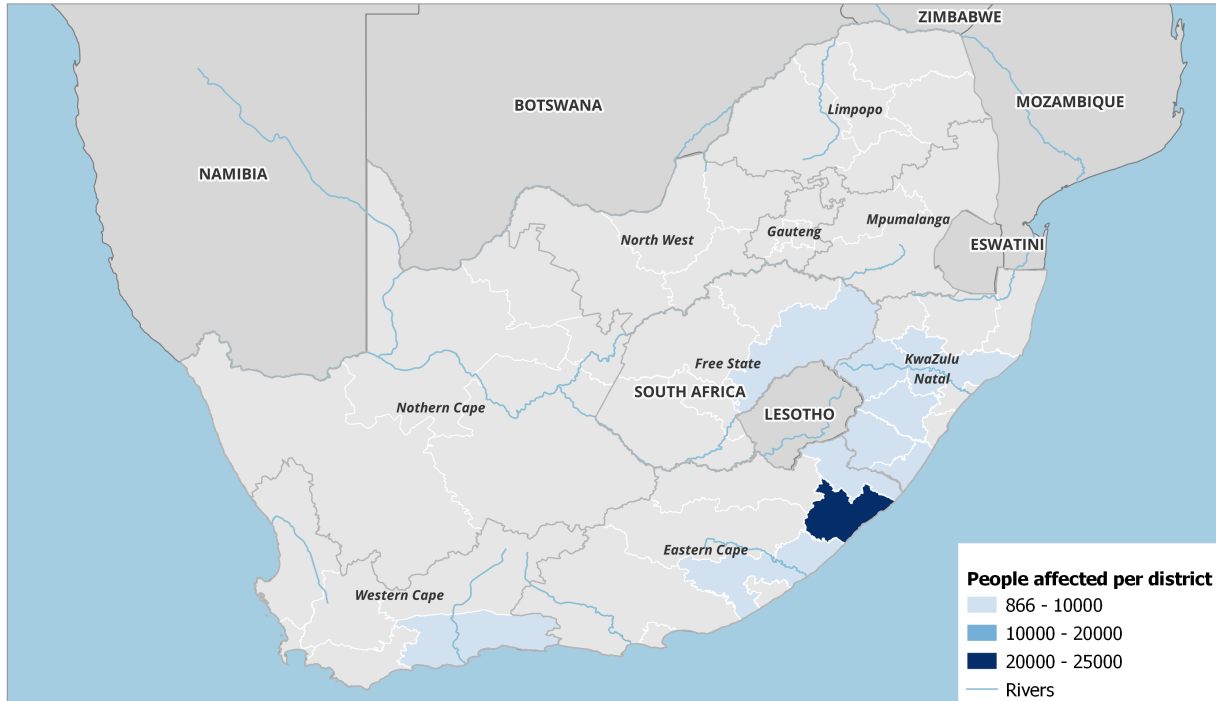 ZIMBABWE
BOTSWANA
MOZAMBIQUE
Limpopo
NAMIBIA
Mpumalanga
North West
Gauteng
ESWATINI
Free State
KwaZulu
Natal
SOUTH AFRICA
Nothern Cape
LESOTHO
Eastern Cape
Western Cape
People affected per district
866 - 10000
10000 - 20000
20000 - 25000
Rivers